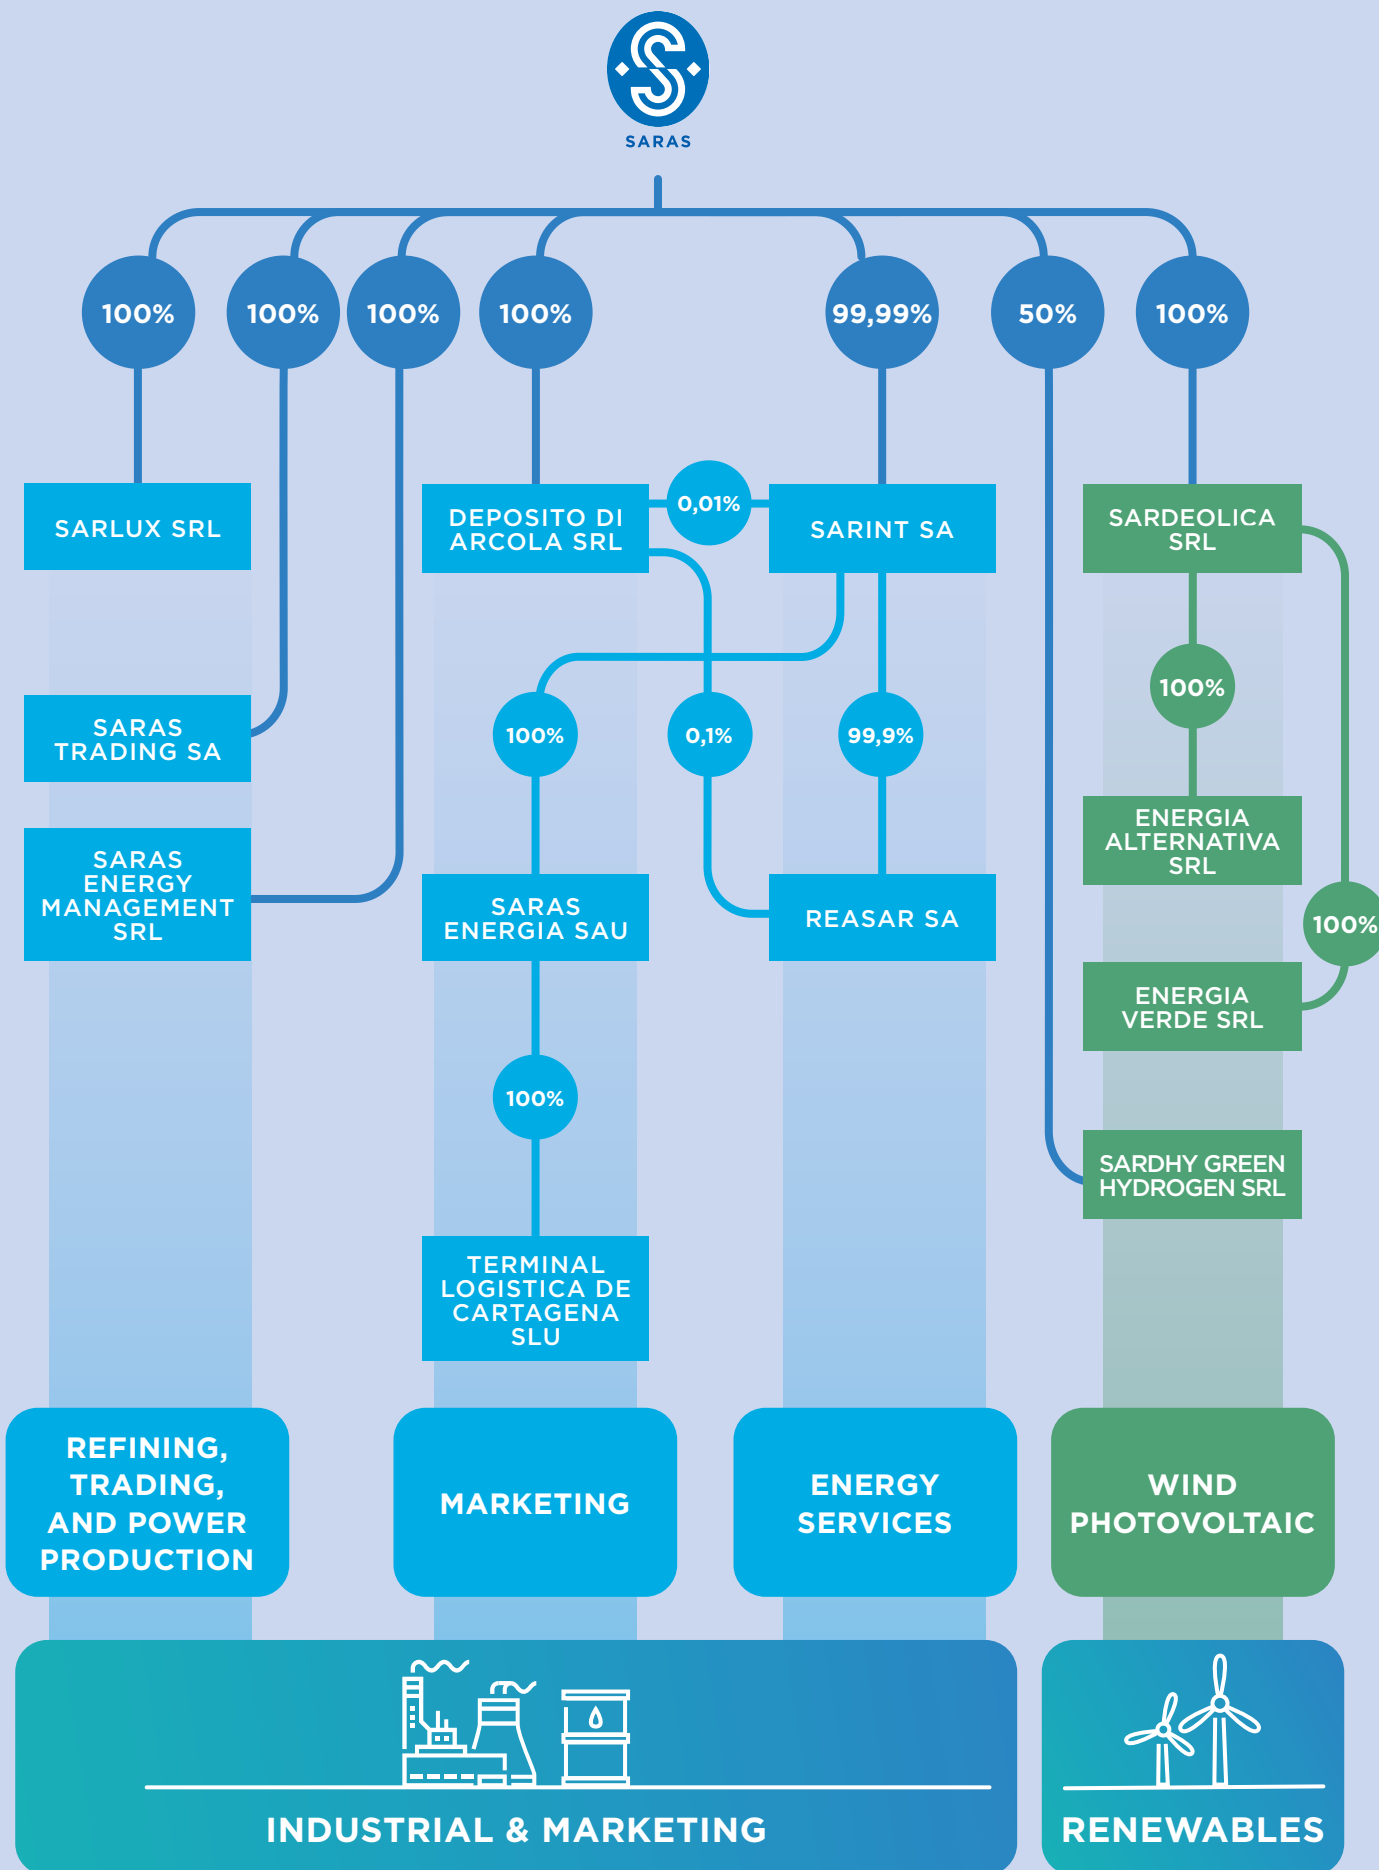 SARAS
100%
100%
100%
100%
99,99%
50%
100%
SARLUX SRL
DEPOSITO DI
ARCOLA SRL
0,01%
SARINT SA
SARDEOLICA
SRL
SARAS
TRADING SA
100%
0,1%
99,9%
100%
SARAS
ENERGY
MANAGEMENT
SRL
SARAS
ENERGIA SAU
REASAR SA
ENERGIA
ALTERNATIVA
SRL
100%
ENERGIA
VERDE SRL
100%
SARDHY GREEN
HYDROGEN SRL
TERMINAL
LOGISTICA DE
CARTAGENA
SLU
REFINING,
TRADING,
AND POWER
PRODUCTION
MARKETING
ENERGY
SERVICES
WIND
PHOTOVOLTAIC
INDUSTRIAL & MARKETING
RENEWABLES